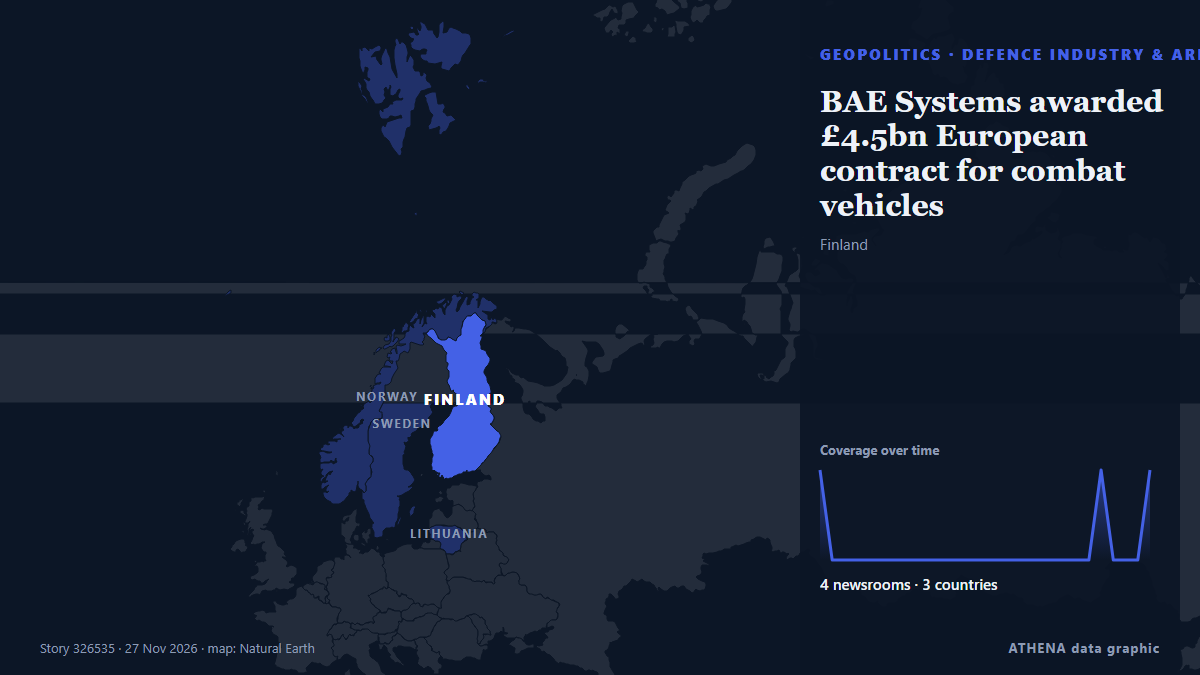 GEOPOLITICS · DEFENCE INDUSTRY &
BAE Systems awarded
£4.5bn European
contract for combat
vehicles
Finland
NORWAY
FINLAND
SWEDEN
LITHUANIA
Coverage over time
4 newsrooms · 3 countries
Story 326535 · 27 Nov 2026 · map: Natural Earth
ATHENA data graphic